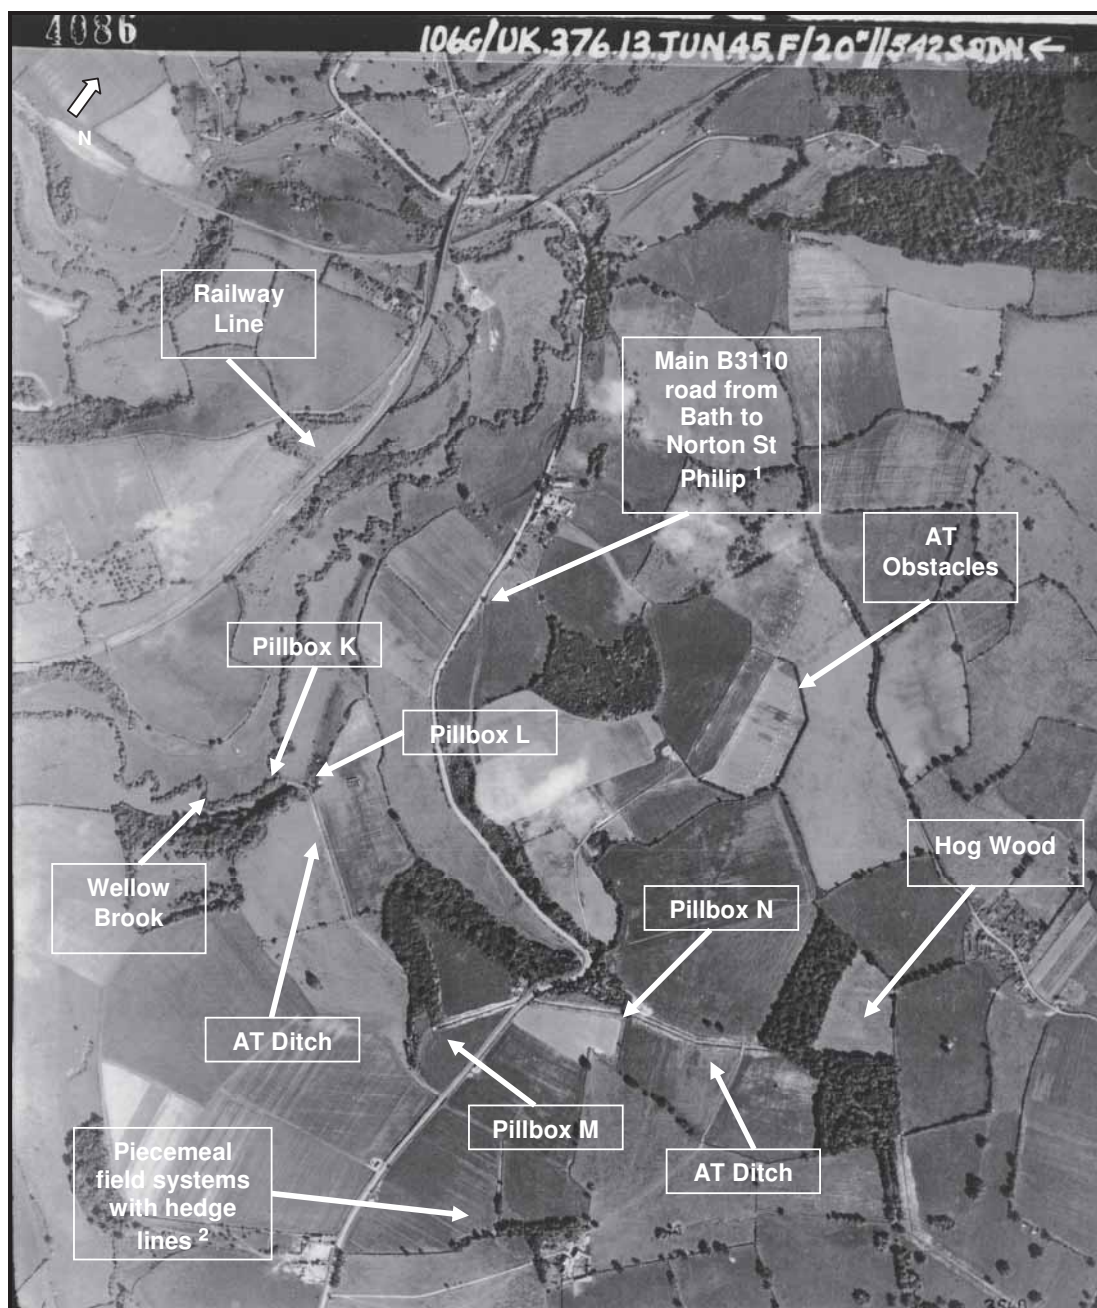 4086
106G/UK.376.13.JUN.45.F/20"//542SQDN.←
N
Railway
Line
Main B3110
road from
Bath to
Norton St
Philip 1
AT
Obstacles
Pillbox K
Pillbox L
Hog Wood
Wellow
Brook
Pillbox N
AT Ditch
Pillbox M
Piecemeal
field systems
with hedge
lines 2
AT Ditch